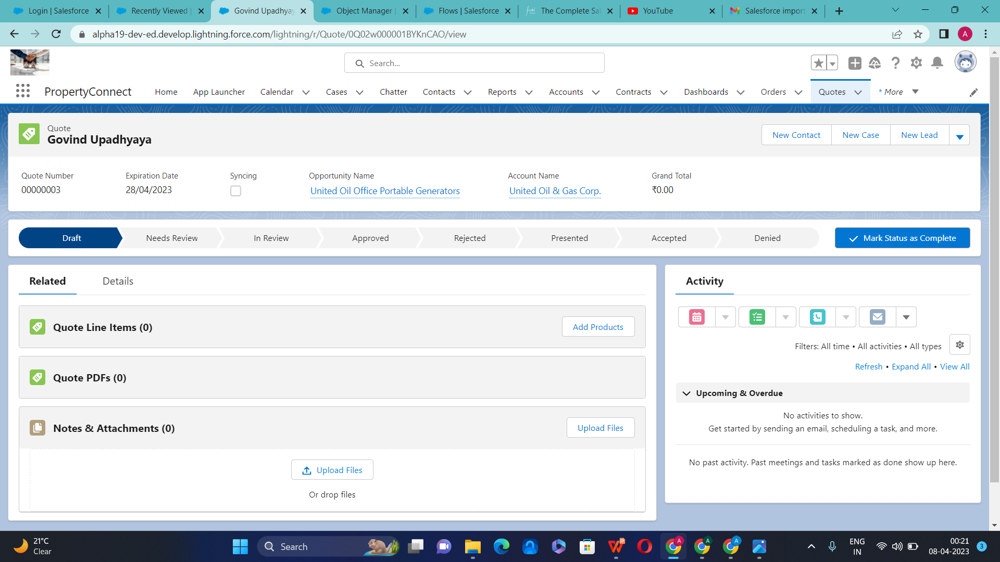 Login | Salesforce
Recently Viewed |
Govind Upadhyay
Object Manager |
Flows | Salesforce
The Complete Sal
YouTube
Salesforce import
alpha19-dev-ed.develop.lightning.force.com/lightning/r/Quote/0Q02w000001BYKnCAO/view
A
Search...
PropertyConnect
Home
App Launcher
Calendar
Cases
Chatter
Contacts
Reports
Accounts
Contracts
Dashboards
Orders
Quotes
* More
Quote
Govind Upadhyaya
New Contact
New Case
New Lead
Quote Number
Expiration Date
Syncing
Opportunity Name
Account Name
Grand Total
00000003
28/04/2023
United Oil Office Portable Generators
United Oil & Gas Corp.
₹0.00
Draft
Needs Review
In Review
Approved
Rejected
Presented
Accepted
Denied
Mark Status as Complete
Related
Details
Activity
Quote Line Items (0)
Add Products
Quote PDFs (0)
Notes & Attachments (0)
Upload Files
Upload Files
Or drop files
Filters: All time • All activities • All types
Refresh • Expand All • View All
Upcoming & Overdue
No activities to show.
Get started by sending an email, scheduling a task, and more.
No past activity. Past meetings and tasks marked as done show up here.
21°C
Clear
Search
A
A
A
ENG
IN
00:21
08-04-2023
3